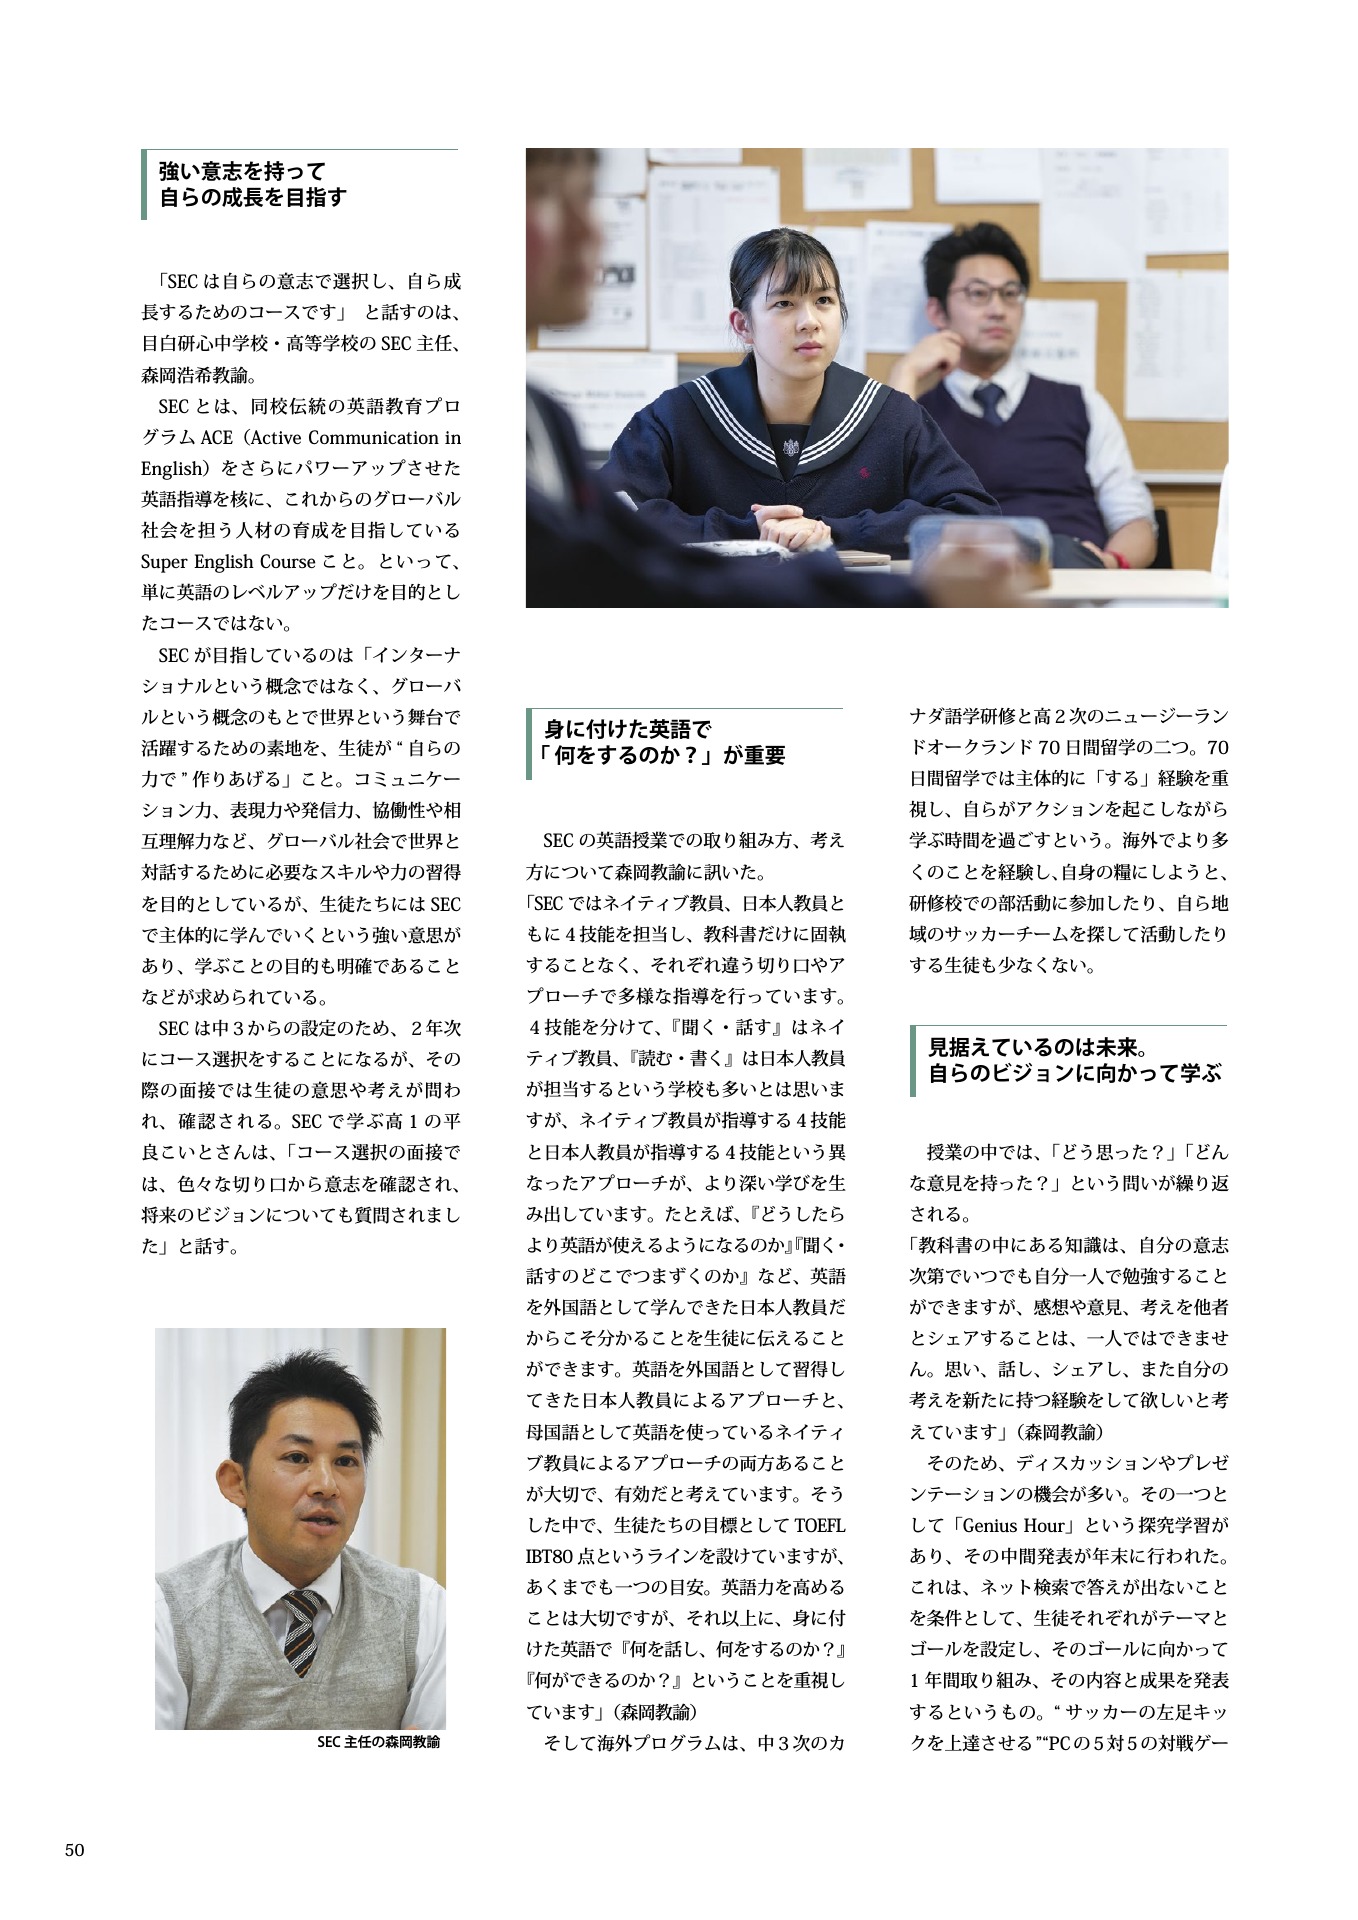 強い意志を持って
自らの成長を目指す
「SEC は自らの意志で選択し、自ら成
長するためのコースです」 と話すのは、
目白研心中学校・高等学校の SEC 主任、
森岡浩希教諭。
SEC とは、同校伝統の英語教育プロ
グラム ACE（Active Communication in
English）をさらにパワーアップさせた
英語指導を核に、これからのグローバル
社会を担う人材の育成を目指している
Super English Course こと。といって、
単に英語のレベルアップだけを目的とし
たコースではない。
SEC が目指しているのは「インターナ
ショナルという概念ではなく、グローバ
ルという概念のもとで世界という舞台で
活躍するための素地を、生徒が “ 自らの
力で ” 作りあげる」こと。コミュニケー
ション力、表現力や発信力、協働性や相
互理解力など、グローバル社会で世界と
対話するために必要なスキルや力の習得
を目的としているが、生徒たちには SEC
で主体的に学んでいくという強い意思が
あり、学ぶことの目的も明確であること
などが求められている。
SEC は中３からの設定のため、２年次
にコース選択をすることになるが、その
際の面接では生徒の意思や考えが問わ
れ、確認される。SEC で学ぶ高 1 の平
良こいとさんは、「コース選択の面接で
は、色々な切り口から意志を確認され、
将来のビジョンについても質問されまし
た」と話す。
SEC 主任の森岡教諭
身に付けた英語で
「何をするのか？」が重要
SEC の英語授業での取り組み方、考え
方について森岡教諭に訊いた。
「SEC ではネイティブ教員、日本人教員と
もに 4 技能を担当し、教科書だけに固執
することなく、それぞれ違う切り口やア
プローチで多様な指導を行っています。
４技能を分けて、『聞く・話す』はネイ
ティブ教員、『読む・書く』は日本人教員
が担当するという学校も多いとは思いま
すが、ネイティブ教員が指導する 4 技能
と日本人教員が指導する 4 技能という異
なったアプローチが、より深い学びを生
み出しています。たとえば、『どうしたら
より英語が使えるようになるのか』『聞く・
話すのどこでつまずくのか』など、英語
を外国語として学んできた日本人教員だ
からこそ分かることを生徒に伝えること
ができます。英語を外国語として習得し
てきた日本人教員によるアプローチと、
母国語として英語を使っているネイティ
ブ教員によるアプローチの両方あること
が大切で、有効だと考えています。そう
した中で、生徒たちの目標として TOEFL
IBT80 点というラインを設けていますが、
あくまでも一つの目安。英語力を高める
ことは大切ですが、それ以上に、身に付
けた英語で『何を話し、何をするのか？』
『何ができるのか？』ということを重視し
ています」（森岡教諭）
そして海外プログラムは、中３次のカ
ナダ語学研修と高２次のニュージーラン
ドオークランド 70 日間留学の二つ。70
日間留学では主体的に「する」経験を重
視し、自らがアクションを起こしながら
学ぶ時間を過ごすという。海外でより多
くのことを経験し、自身の糧にしようと、
研修校での部活動に参加したり、自ら地
域のサッカーチームを探して活動したり
する生徒も少なくない。
見据えているのは未来。
自らのビジョンに向かって学ぶ
授業の中では、「どう思った？」「どん
な意見を持った？」という問いが繰り返
される。
「教科書の中にある知識は、自分の意志
次第でいつでも自分一人で勉強すること
ができますが、感想や意見、考えを他者
とシェアすることは、一人ではできませ
ん。思い、話し、シェアし、また自分の
考えを新たに持つ経験をして欲しいと考
えています」（森岡教諭）
そのため、ディスカッションやプレゼ
ンテーションの機会が多い。その一つと
して「Genius Hour」という探究学習が
あり、その中間発表が年末に行われた。
これは、ネット検索で答えが出ないこと
を条件として、生徒それぞれがテーマと
ゴールを設定し、そのゴールに向かって
1 年間取り組み、その内容と成果を発表
するというもの。“ サッカーの左足キッ
クを上達させる ”“PC の 5 対 5 の対戦ゲー
50